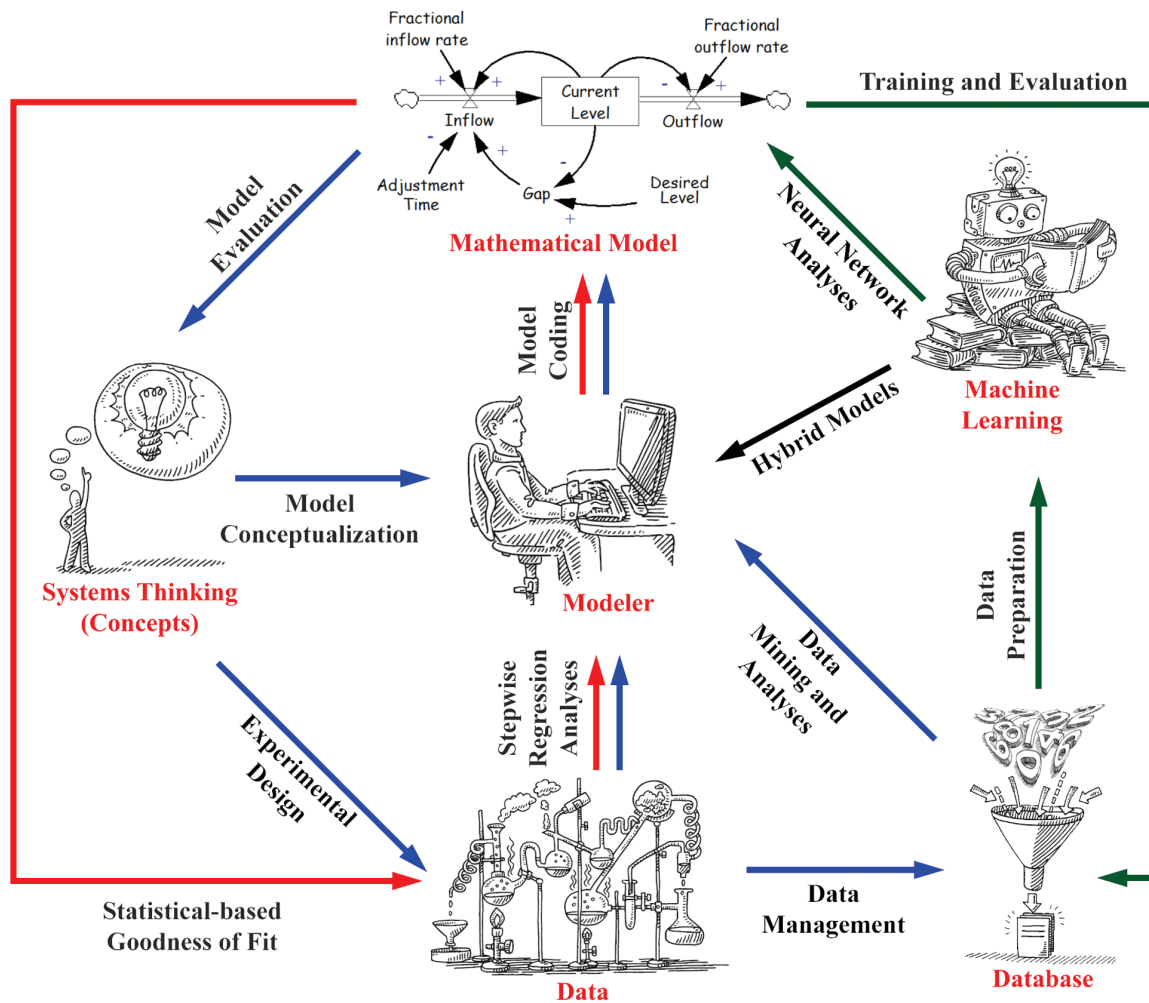 Fractional
inflow rate
Fractional
outflow rate
+
+
-
+
Current
Level
Inflow
Outflow
-
+
-
Adjustment
Time
Gap
Desired
Level
+
Mathematical Model
Training and Evaluation
Model
Evaluation
Neural Network
Analyses
Model
Coding
Machine
Learning
Hybrid Models
Model
Conceptualization
Systems Thinking
(Concepts)
Modeler
Data
Preparation
Data
Mining and
Analyses
Stepwise
Regression
Analyses
Experimental
Design
Statistical-based
Goodness of Fit
Data
Management
Data
Database